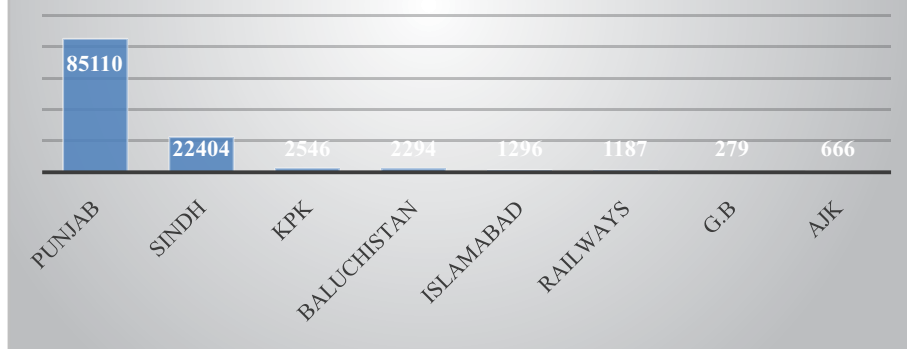 85110
22404 2546 2294 1296 1187 279 666
PUNJAB SINDH KPK BALUCHISTAN ISLAMABAD RAILWAYS G.B AJK